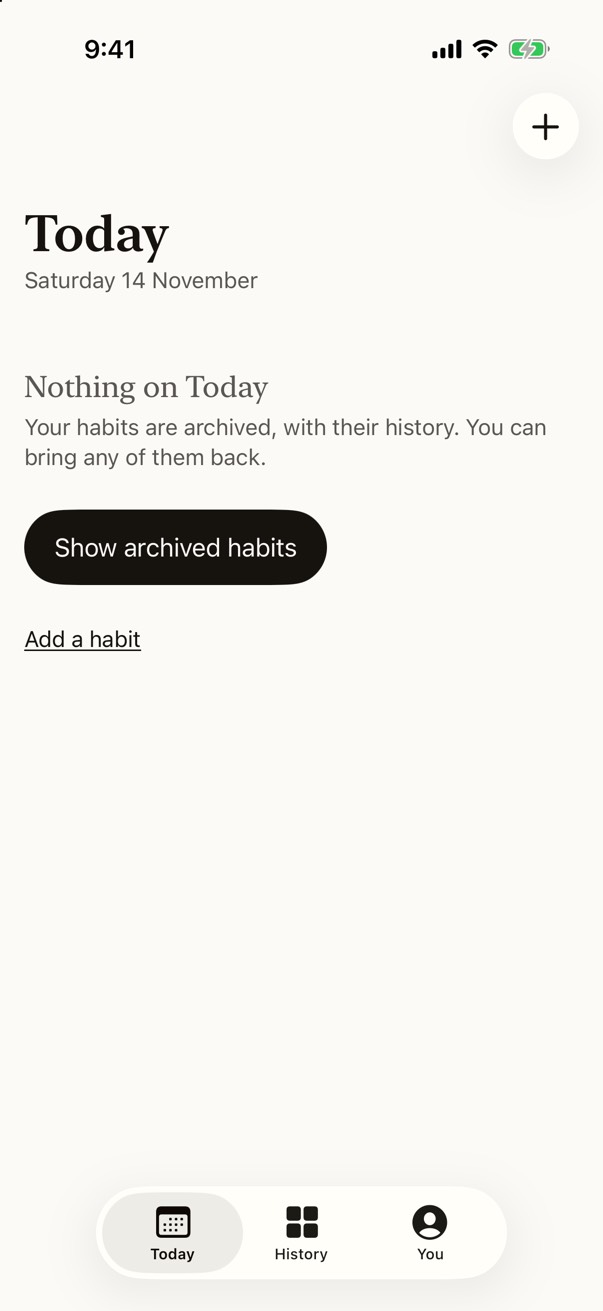 9:41
Today
Saturday 14 November
Nothing on Today
Your habits are archived, with their history. You can
bring any of them back.
Show archived habits
Add a habit
Today
History
You